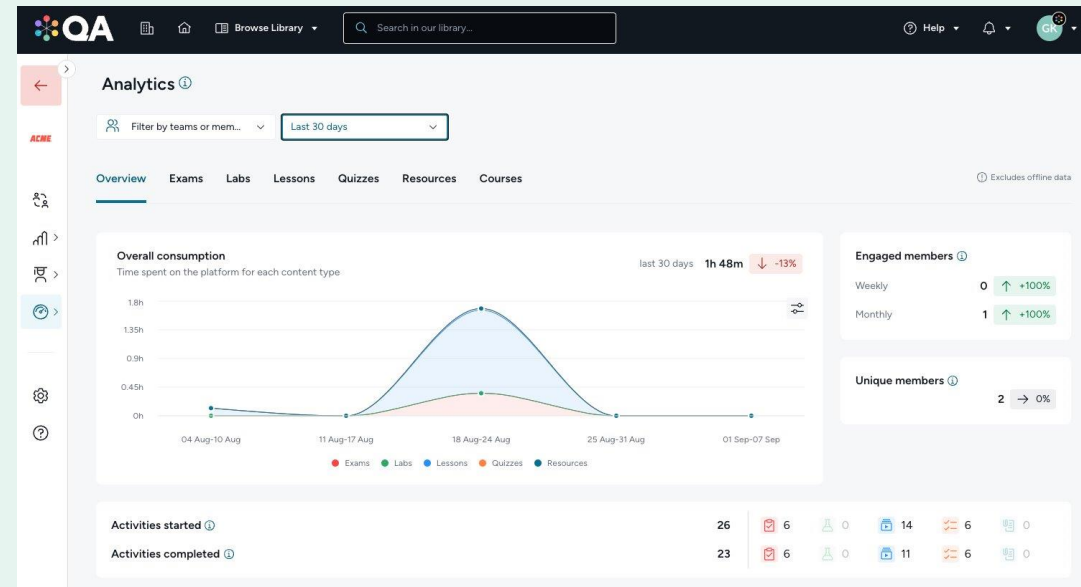 QA
Browse Library
Search in our library...
Help
GR
Analytics
ACME
Filter by teams or mem...
Last 30 days
Overview Exams Labs Lessons Quizzes Resources Courses
Excludes offline data
Overall consumption
Time spent on the platform for each content type
last 30 days 1h 48m -13%
1.8h
1.35h
0.9h
0.45h
0h
04 Aug-10 Aug 11 Aug-17 Aug 18 Aug-24 Aug 25 Aug-31 Aug 01 Sep-07 Sep
Exams Labs Lessons Quizzes Resources
Engaged members
Weekly 0 +100%
Monthly 1 +100%
Unique members
2 0%
Activities started 26 6 0 14 6 0
Activities completed 23 6 0 11 6 0